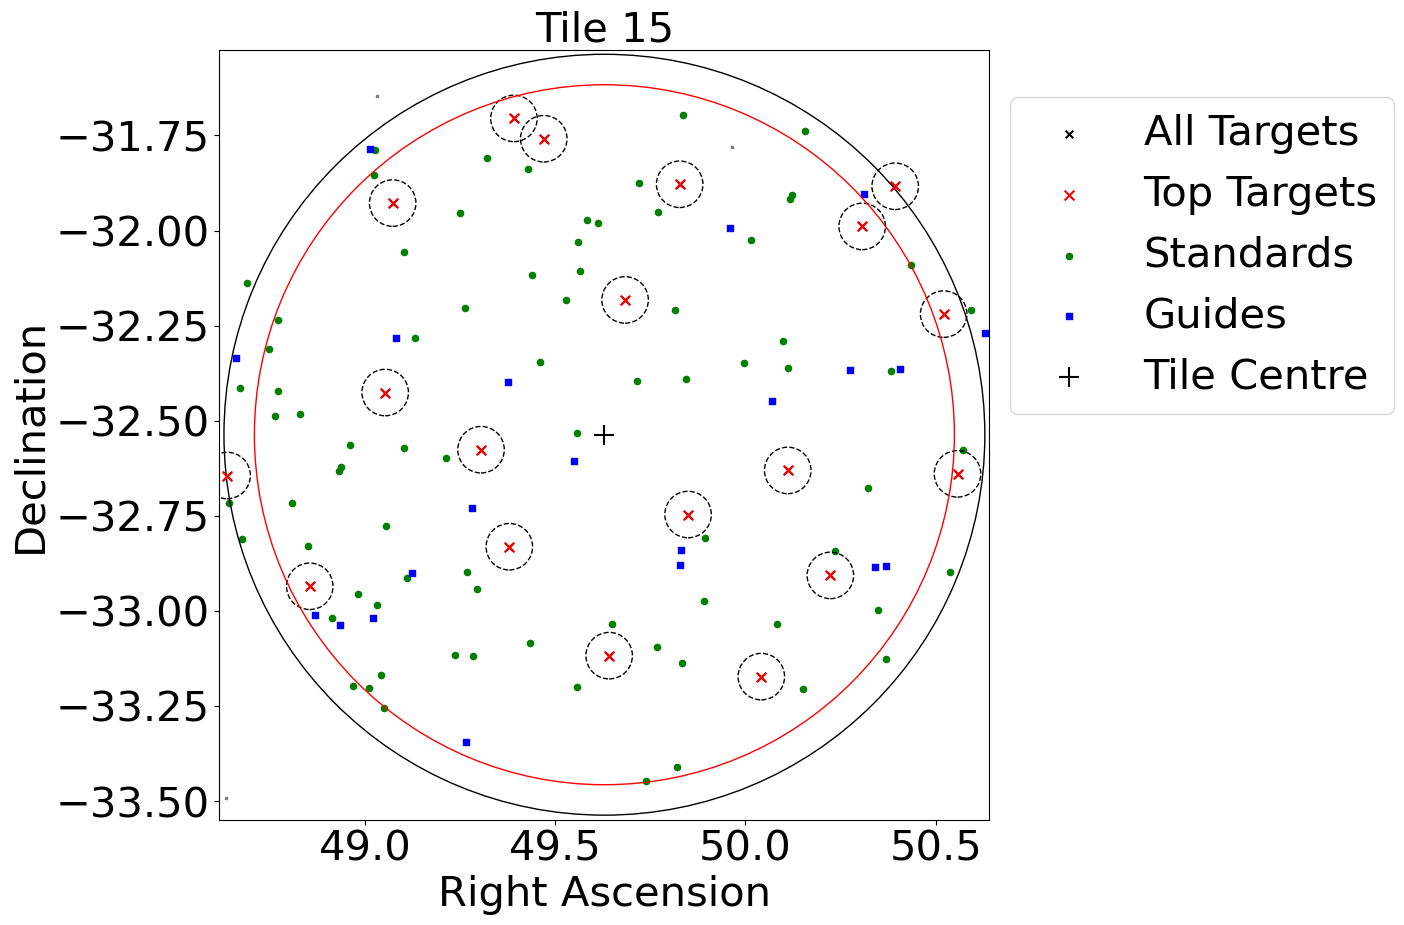 Tile 15
All Targets
Top Targets
Standards
Guides
Tile Centre
Declination
−31.75
−32.00
−32.25
−32.50
−32.75
−33.00
−33.25
−33.50
49.0 49.5 50.0 50.5
Right Ascension